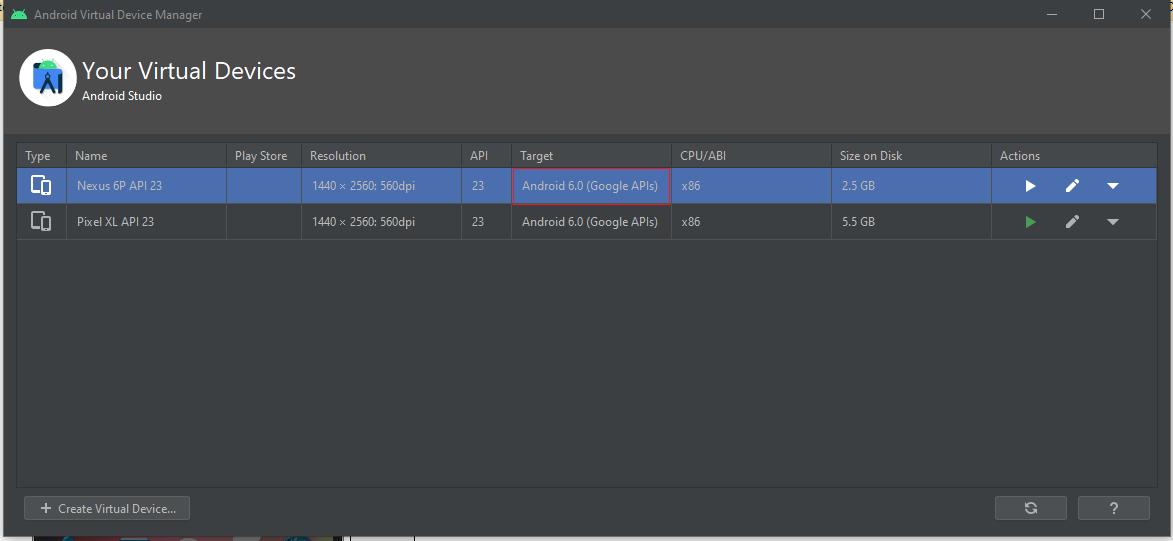 Android Virtual Device Manager
Your Virtual Devices
Android Studio
Type Name Play Store Resolution API Target CPU/ABI Size on Disk Actions
Nexus 6P API 23 1440 × 2560: 560dpi 23 Android 6.0 (Google APIs) x86 2.5 GB
Pixel XL API 23 1440 × 2560: 560dpi 23 Android 6.0 (Google APIs) x86 5.5 GB
+ Create Virtual Device...
?